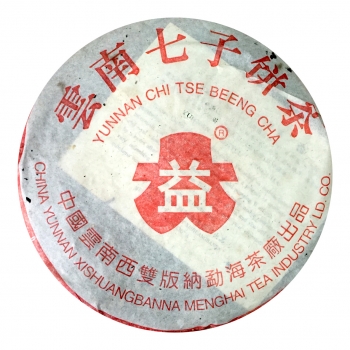 雲南七子餅茶
YUNNAN CHI TSE BEENG CHA
®
益
中國雲南西雙版納勐海茶廠出品
CHINA YUNNAN XISHUANGBANNA MENGHAI TEA INDUSTRY LD.CO.